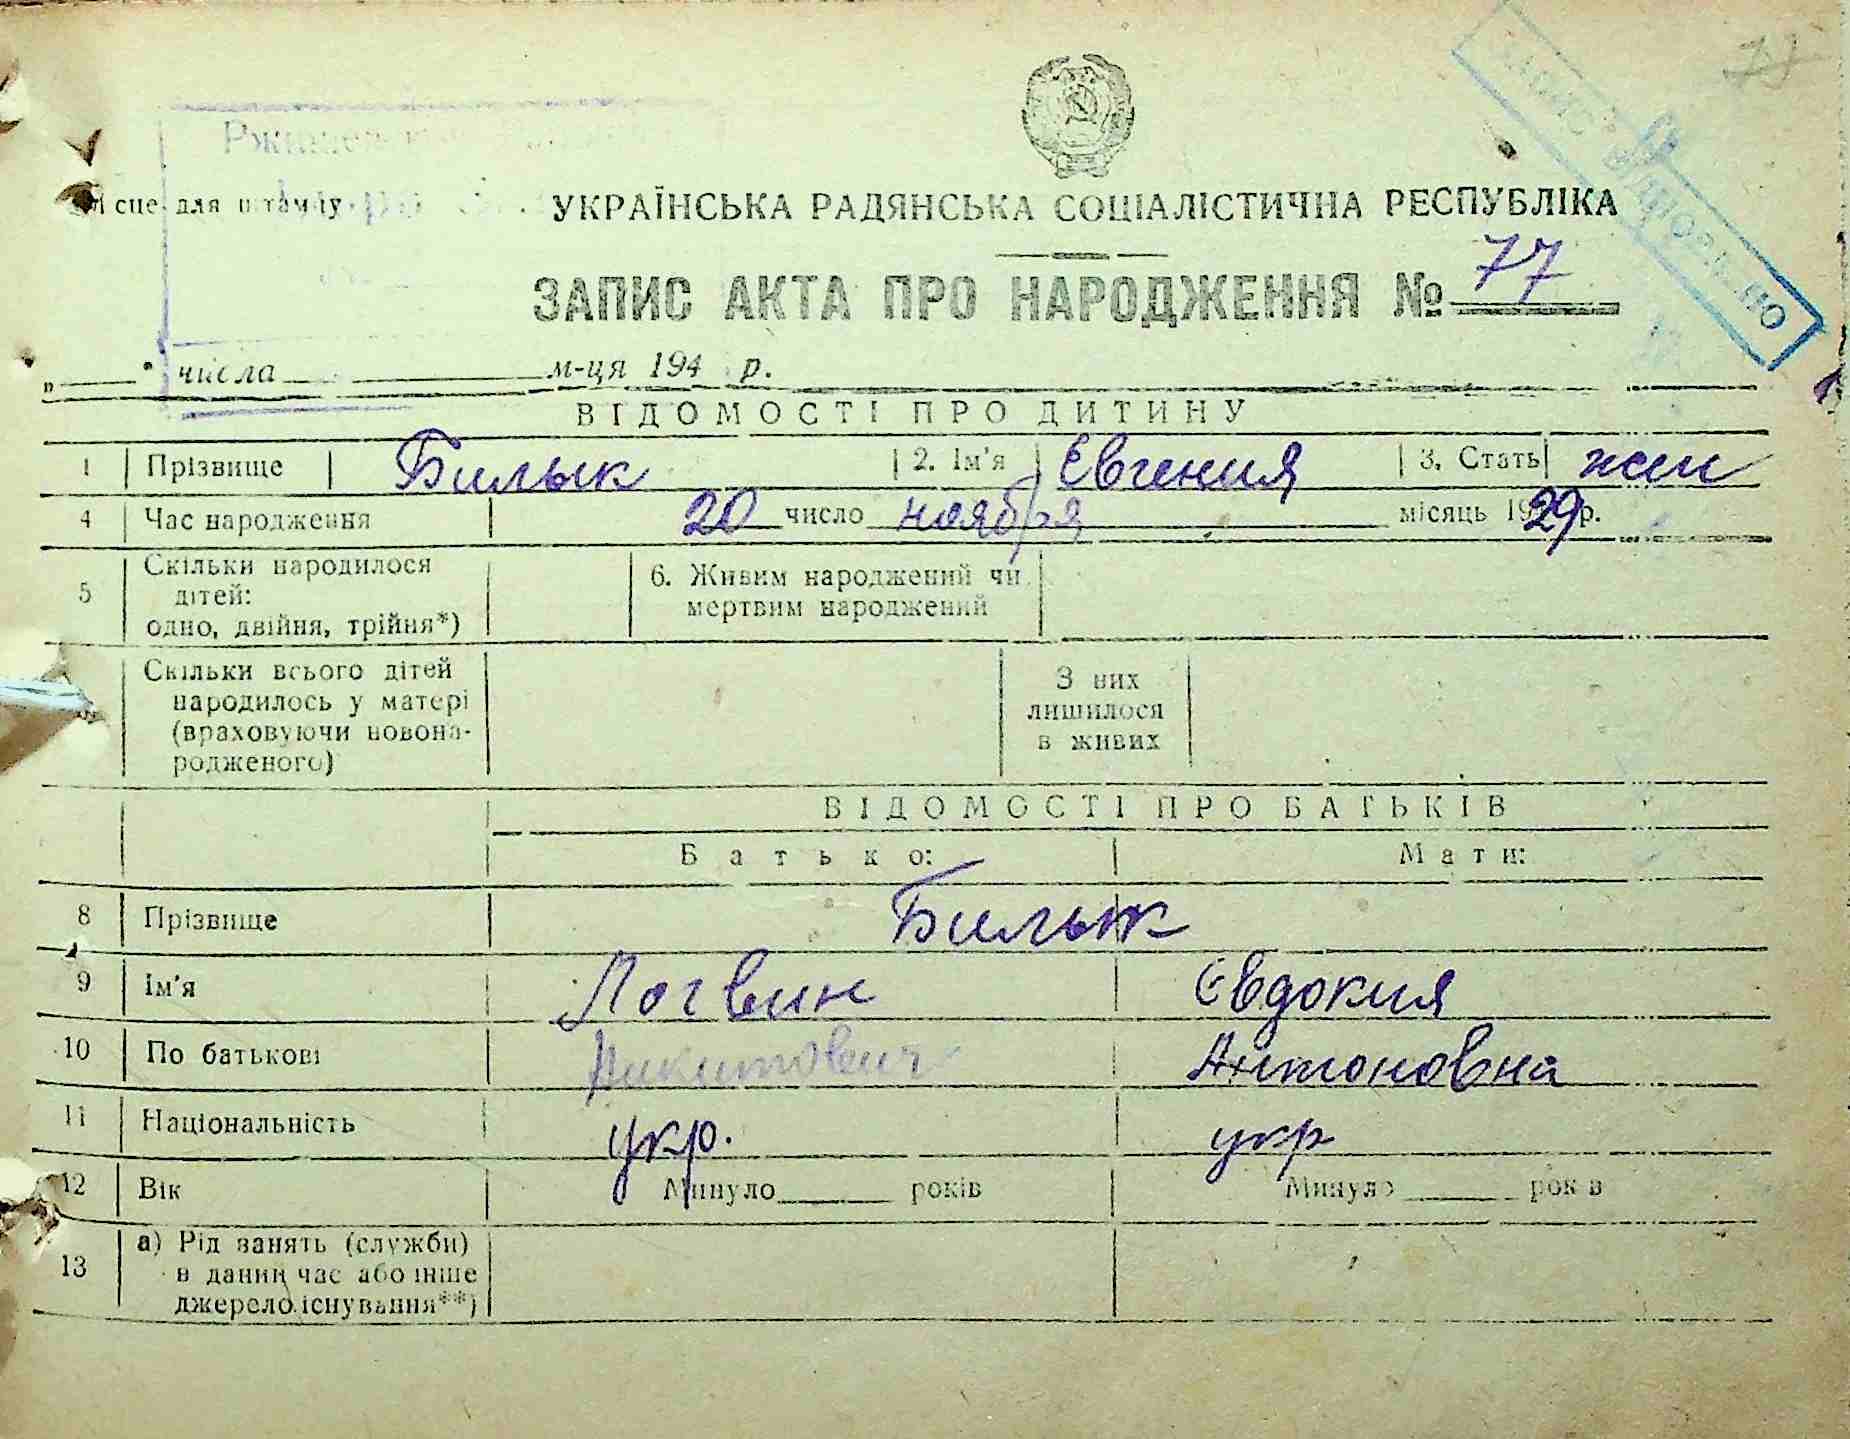 78
ЗАПИС ВІДНОВЛЕНО
Місце для штампу
УКРАЇНСЬКА РАДЯНСЬКА СОЦІАЛІСТИЧНА РЕСПУБЛІКА
ЗАПИС АКТА ПРО НАРОДЖЕННЯ № 77
„ " числа м-ця 194 р.
ВІДОМОСТІ ПРО ДИТИНУ
1 Прізвище Билык 2. Ім'я Евгения 3. Стать жен
4 Час народження 20 число ноября місяць 1929 р.
5 Скільки народилося дітей: одно, двійня, трійня*) 6. Живим народжений чи мертвим народжений
Скільки всього дітей народилось у матері (враховуючи новонародженого) З них лишилося в живих
ВІДОМОСТІ ПРО БАТЬКІВ
Батько: Мати:
8 Прізвище Билык
9 Ім'я Логвин Евдокия
10 По батькові Никитович Антоновна
11 Національність укр. укр
12 Вік Минуло років Минуло років
13 а) Рід занять (служби) в даний час або інше джерело існування**)